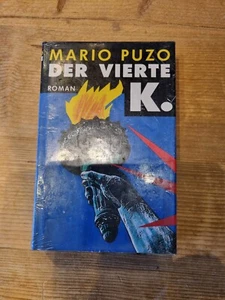 MARIO PUZO
DER VIERTE
ROMAN
K.